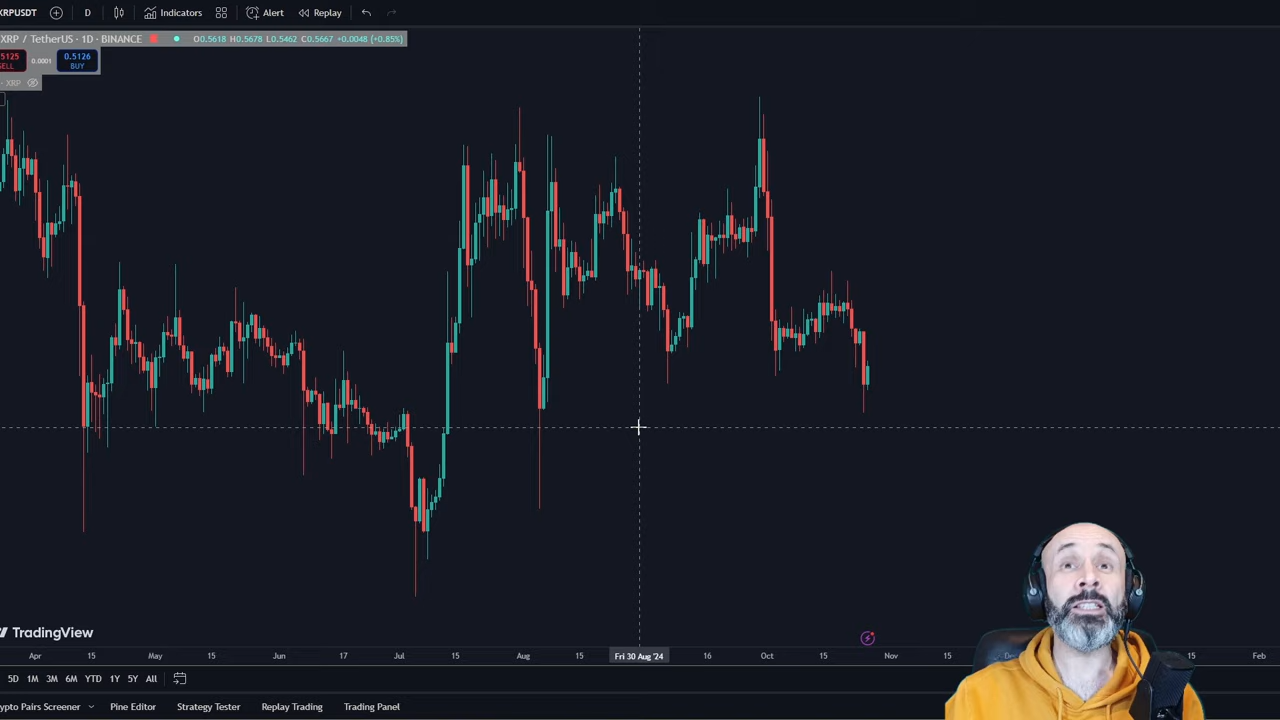 XRPUSDT D Indicators Alert Replay
XRP / TetherUS · 1D · BINANCE O0.5618 H0.5678 L0.5462 C0.5667 +0.0048 (+0.85%)
5125 0.0001 0.5126
SELL BUY
XRP
TradingView
Apr 15 May 15 Jun 17 Jul 15 Aug 15 Fri 30 Aug '24 16 Oct 15 Nov 15 De 15 Feb
5D 1M 3M 6M YTD 1Y 5Y All
rypto Pairs Screener Pine Editor Strategy Tester Replay Trading Trading Panel